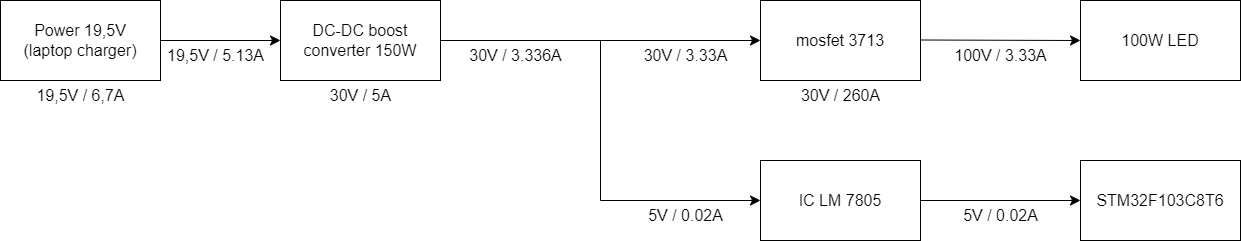 Power 19,5V
(laptop charger)
19,5V / 6,7A
19,5V / 5.13A
DC-DC boost
converter 150W
30V / 5A
30V / 3.336A
30V / 3.33A
mosfet 3713
30V / 260A
100V / 3.33A
100W LED
5V / 0.02A
IC LM 7805
5V / 0.02A
STM32F103C8T6